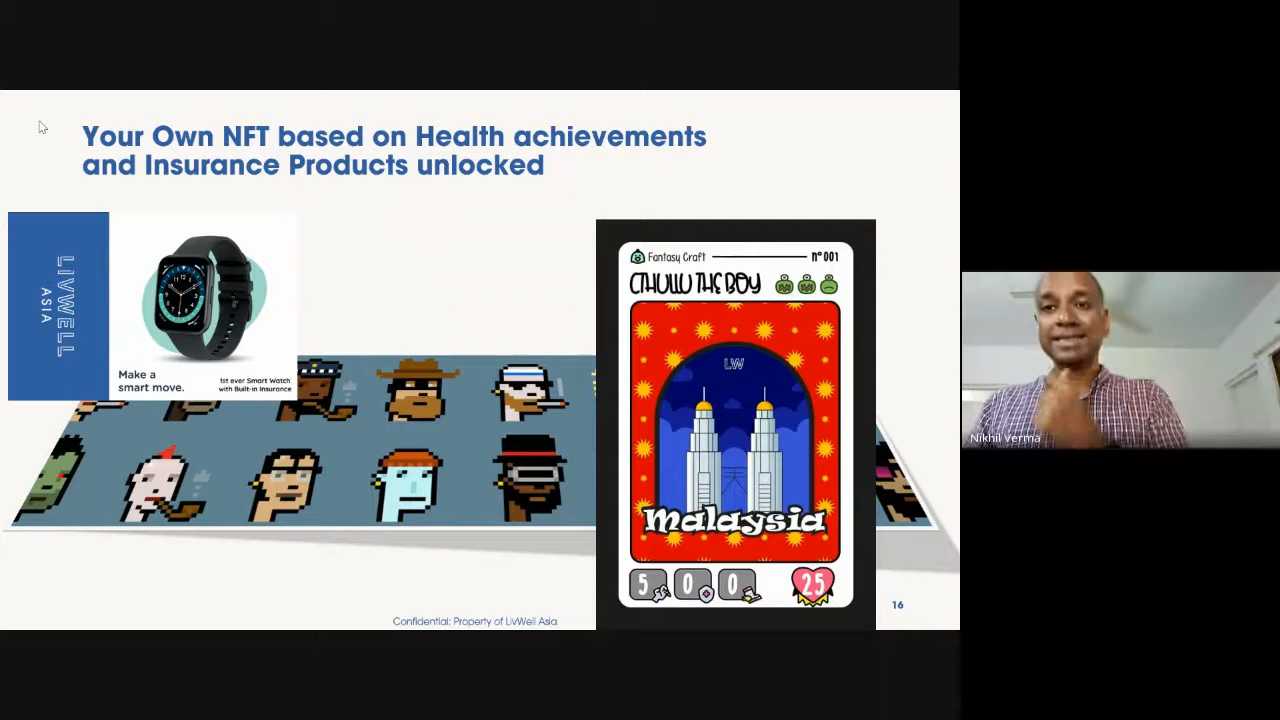 Your Own NFT based on Health achievements
and Insurance Products unlocked
LIVWELL
ASIA
Make a
smart move.
1st ever Smart Watch
with Built-in Insurance
Fantasy Craft
n°001
CTHULU THE BOY
LW
Malaysia
5 0 0 25
Confidential: Property of LivWell Asia
16
Nikhil Verma